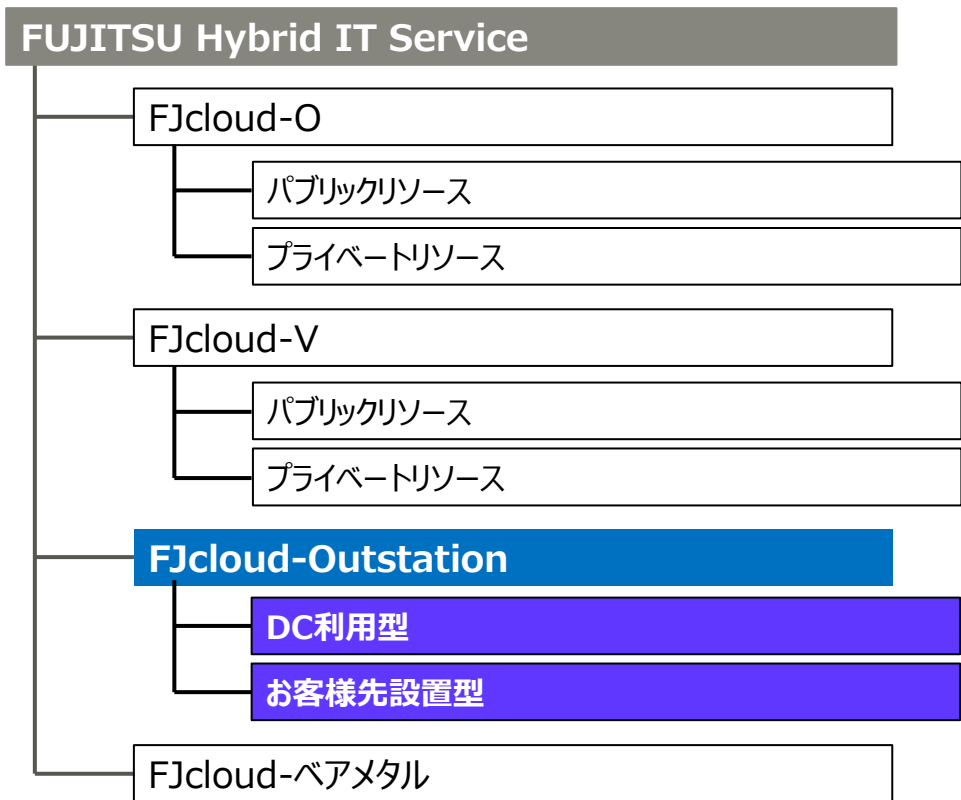 FUJITSU Hybrid IT Service
FJcloud-O
パブリックリソース
プライベートリソース
FJcloud-V
パブリックリソース
プライベートリソース
FJcloud-Outstation
DC利用型
お客様先設置型
FJcloud-ベアメタル